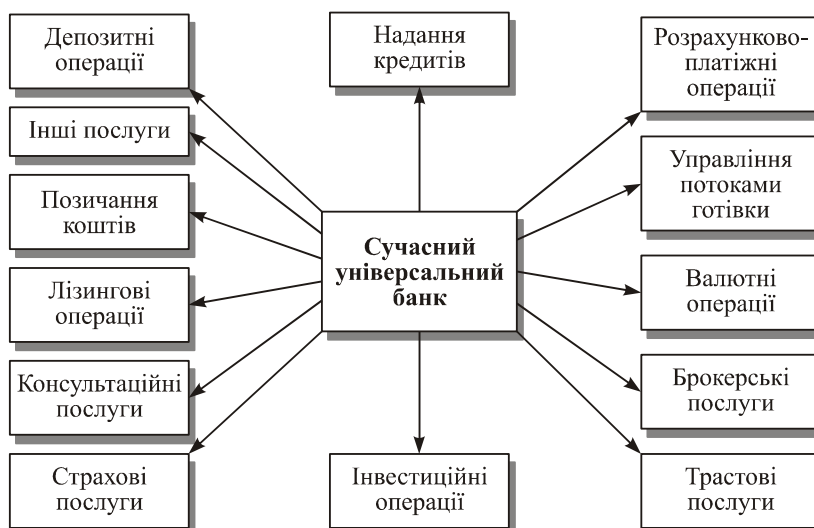 Депозитні
операції
Інші послуги
Позичання
коштів
Лізингові
операції
Консультаційні
послуги
Страхові
послуги
Надання
кредитів
Сучасний
універсальний
банк
Інвестиційні
операції
Розрахунково-
платіжні
операції
Управління
потоками
готівки
Валютні
операції
Брокерські
послуги
Трастові
послуги